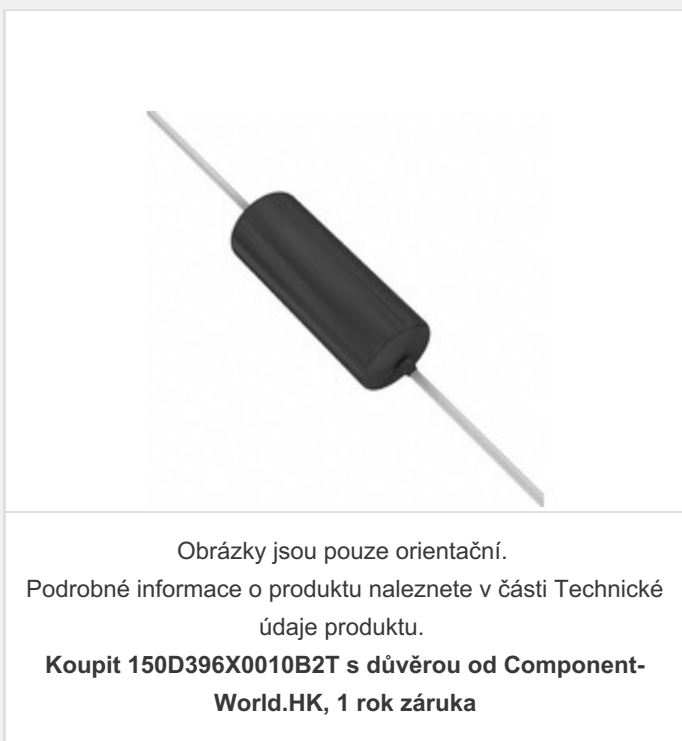 Obrázky jsou pouze orientační.
Podrobné informace o produktu naleznete v části Technické
údaje produktu.
Koupit 150D396X0010B2T s důvěrou od Component-
World.HK, 1 rok záruka